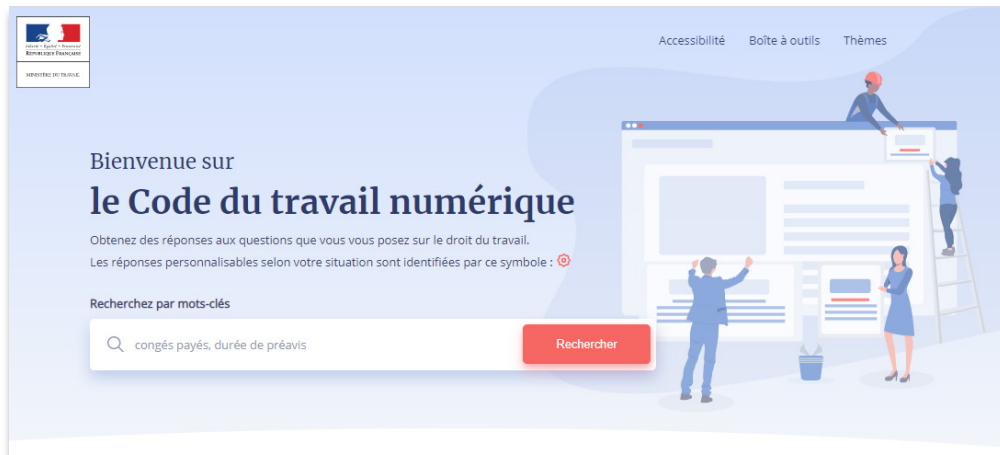 Liberté • Égalité • Fraternité
RÉPUBLIQUE FRANÇAISE
MINISTÈRE DU TRAVAIL
Accessibilité Boîte à outils Thèmes
Bienvenue sur
le Code du travail numérique
Obtenez des réponses aux questions que vous vous posez sur le droit du travail.
Les réponses personnalisables selon votre situation sont identifiées par ce symbole :
Recherchez par mots-clés
congés payés, durée de préavis
Rechercher